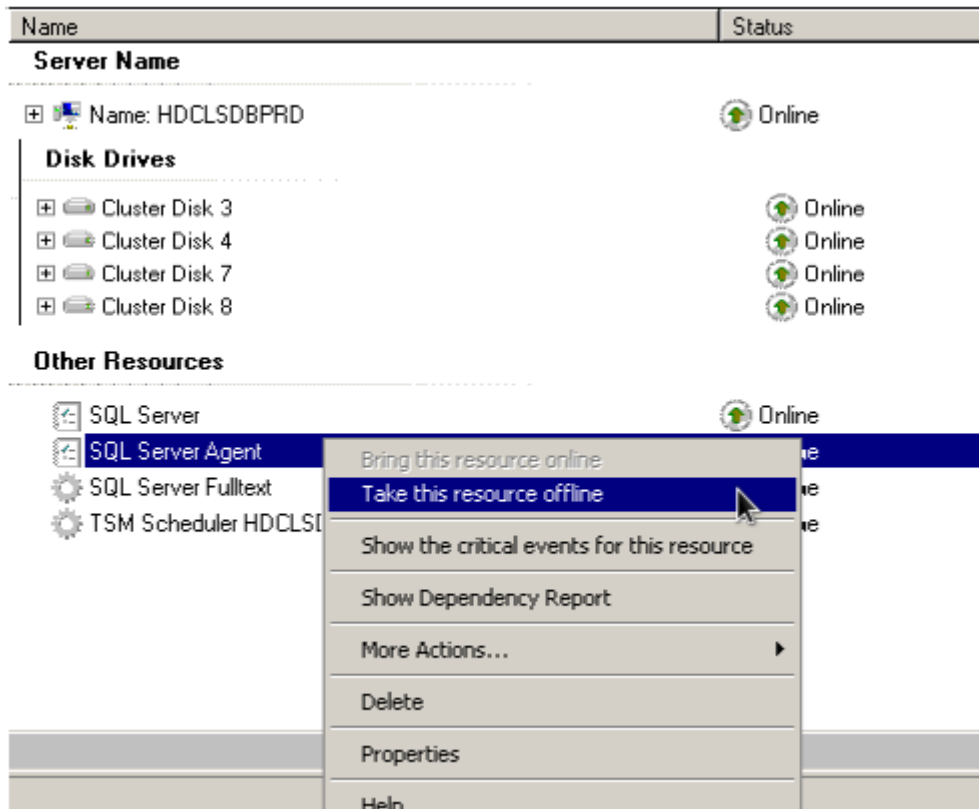 Name Status
Server Name
Name: HDCLSDBPRD Online
Disk Drives
Cluster Disk 3 Online
Cluster Disk 4 Online
Cluster Disk 7 Online
Cluster Disk 8 Online
Other Resources
SQL Server Online
SQL Server Agent
SQL Server Fulltext
TSM Scheduler
Bring this resource online
Take this resource offline
Show the critical events for this resource
Show Dependency Report
More Actions...
Delete
Properties
Help